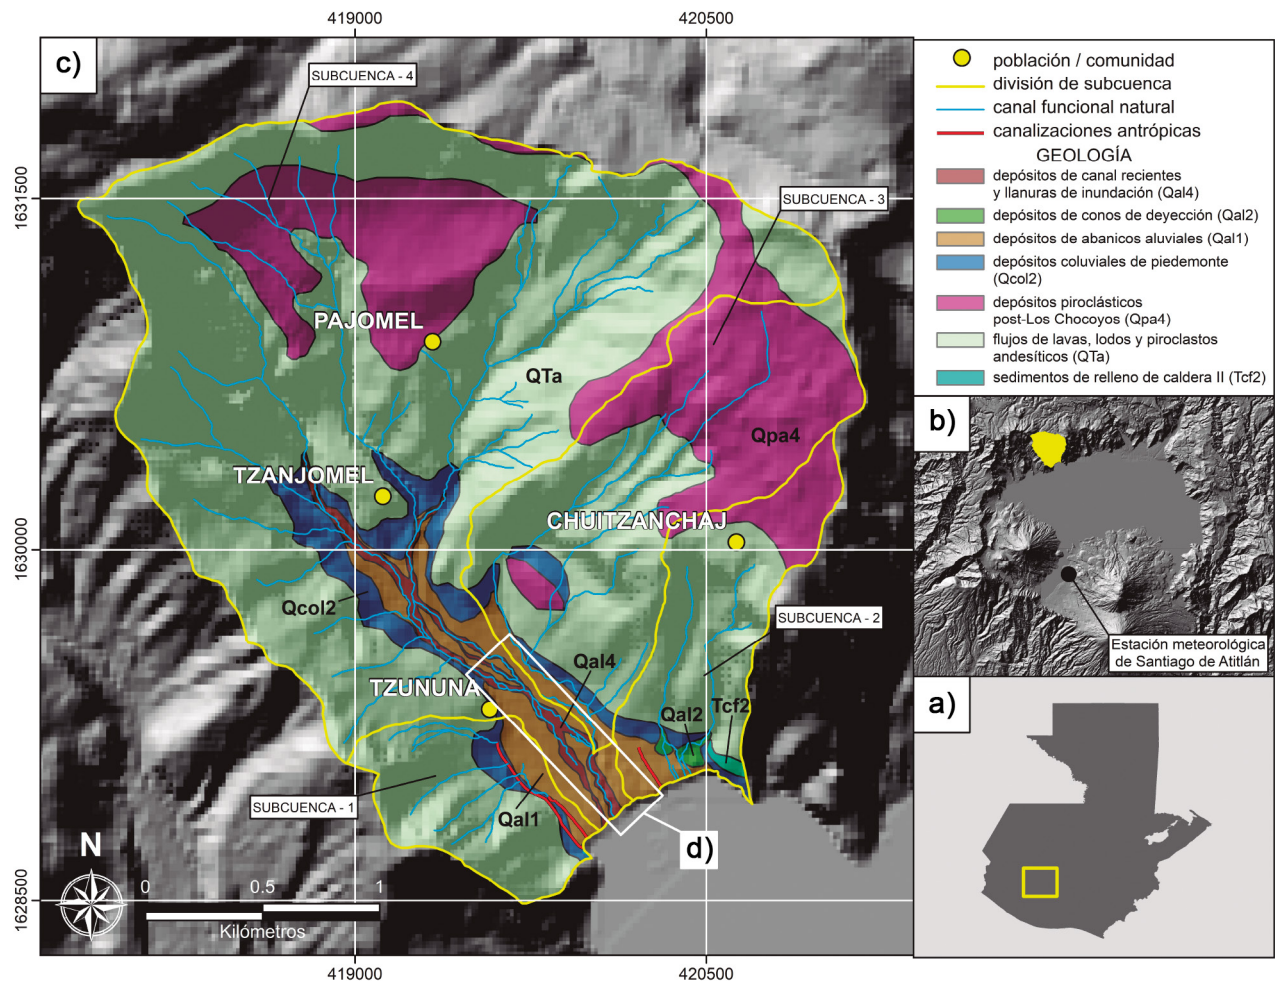 419000
420500
c)
SUBCUENCA - 4
1631500
SUBCUENCA - 3
PAJOMEL
QTa
Qpa4
TZANJOMEL
CHUITZANCHAJ
1630000
Qcol2
SUBCUENCA - 2
Qal4
TZUNUNA
Qal2
Tcf2
SUBCUENCA - 1
Qal1
d)
N
0
0.5
1
Kilómetros
1628500
419000
420500
población / comunidad
división de subcuenca
canal funcional natural
canalizaciones antrópicas
GEOLOGÍA
depósitos de canal recientes
y llanuras de inundación (Qal4)
depósitos de conos de deyección (Qal2)
depósitos de abanicos aluviales (Qal1)
depósitos coluviales de piedemonte
(Qcol2)
depósitos piroclásticos
post-Los Chocoyos (Qpa4)
flujos de lavas, lodos y piroclastos
andesíticos (QTa)
sedimentos de relleno de caldera II (Tcf2)
b)
Estación meteorológica
de Santiago de Atitlán
a)